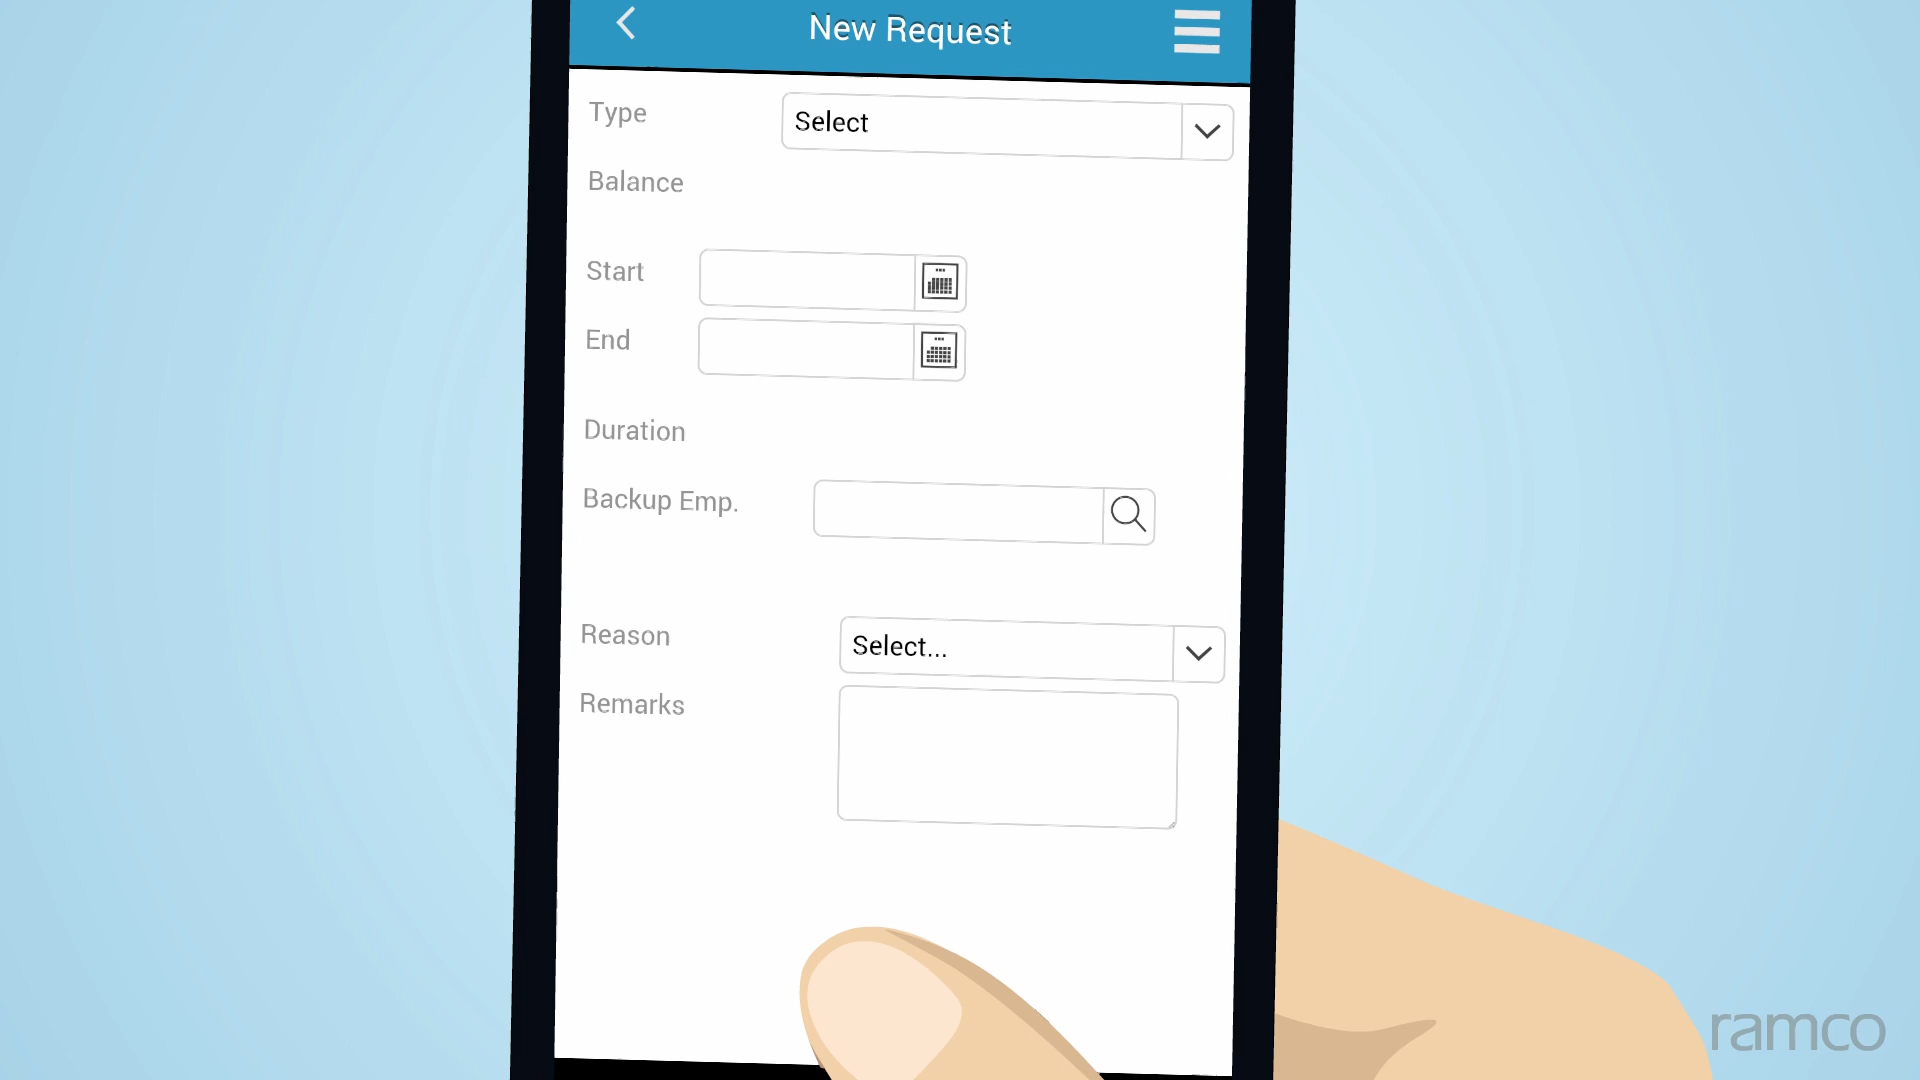 New Request
Type
Select
Balance
Start
End
Duration
Backup Emp.
Reason
Select...
Remarks
ramco